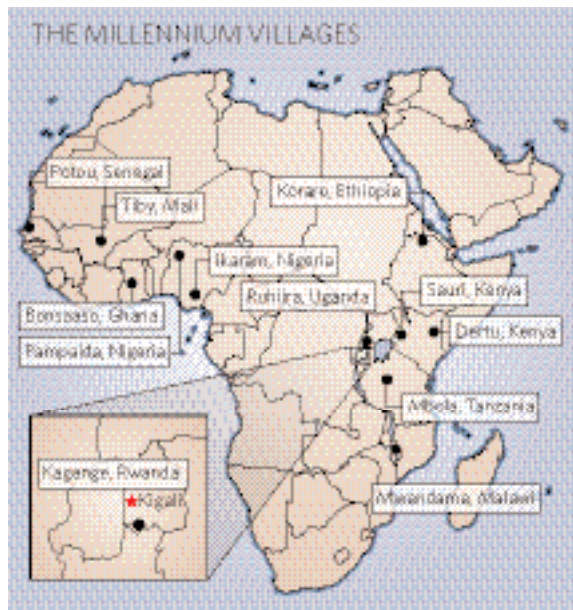 THE MILLENNIUM VILLAGES
Potou, Senegal
Tiby, Mali
Koraro, Ethiopia
Ikaram, Nigeria
Ruhiira, Uganda
Sauri, Kenya
Bonsaaso, Ghana
Dertu, Kenya
Pampaida, Nigeria
Mbola, Tanzania
Kagenge, Rwanda
Kigali
Mwandama, Malawi